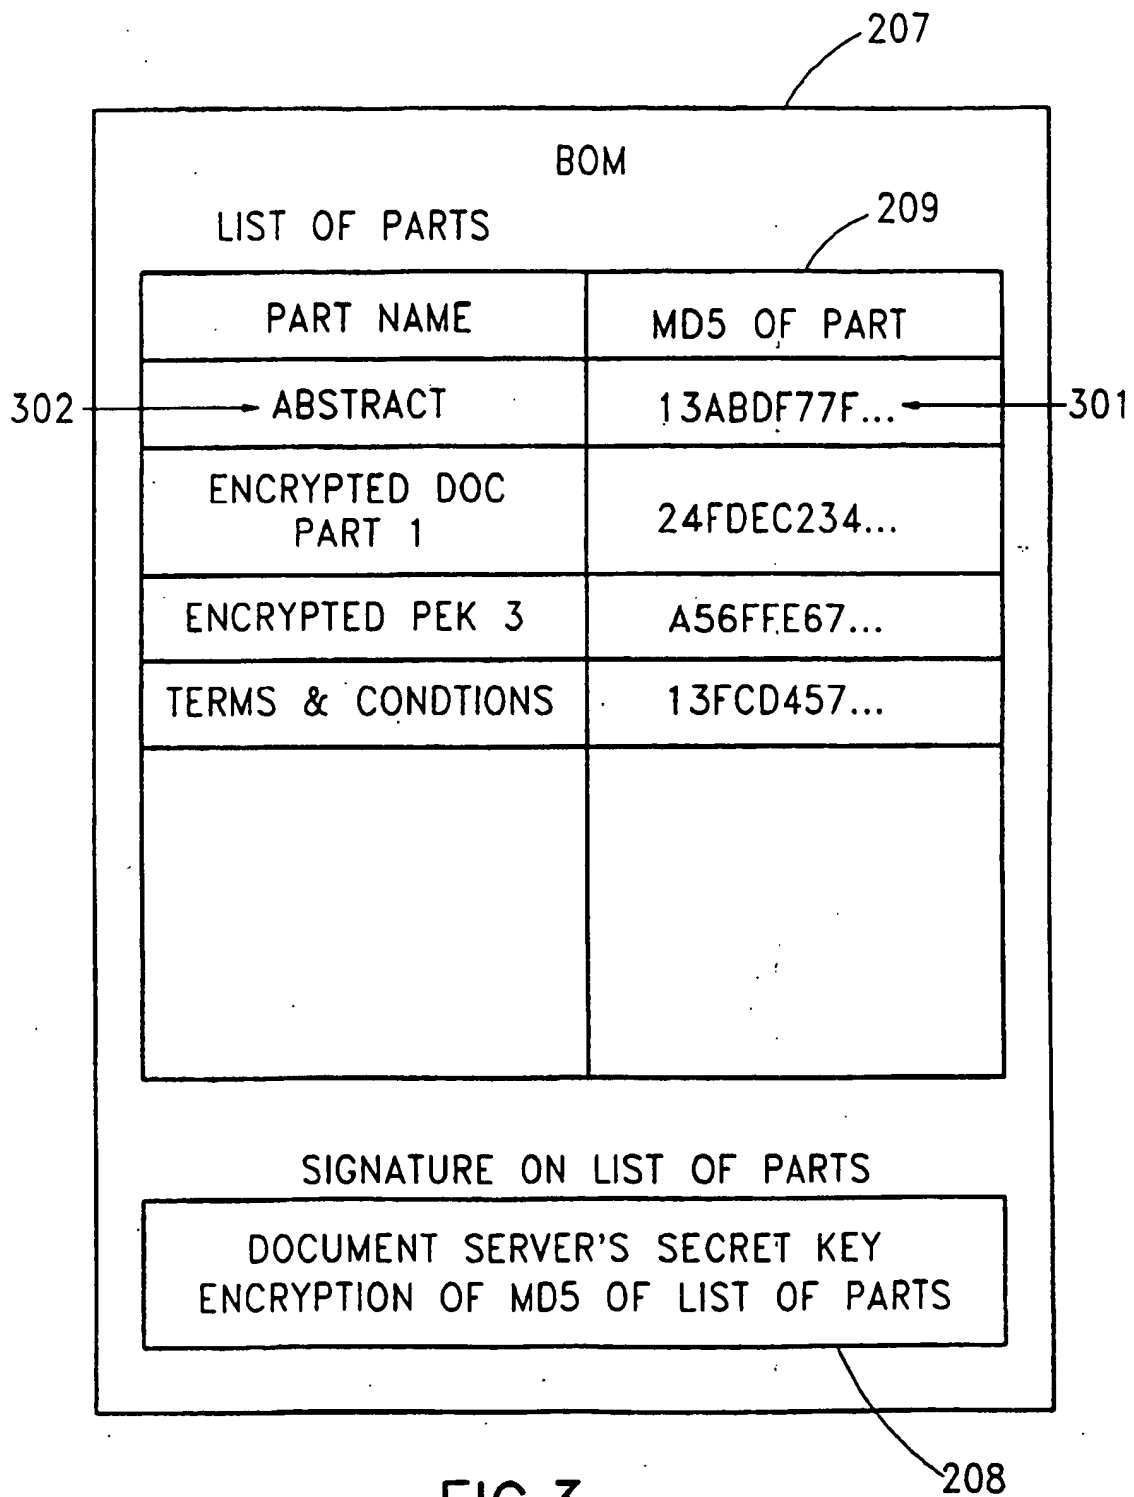 207
BOM
209
LIST OF PARTS
PART NAME MD5 OF PART
302 ABSTRACT 13ABDF77F... 301
ENCRYPTED DOC
PART 1
24FDEC234...
ENCRYPTED PEK 3 A56FFE67...
TERMS & CONDTIONS 13FCD457...
SIGNATURE ON LIST OF PARTS
DOCUMENT SERVER'S SECRET KEY
ENCRYPTION OF MD5 OF LIST OF PARTS
208
FIG.3